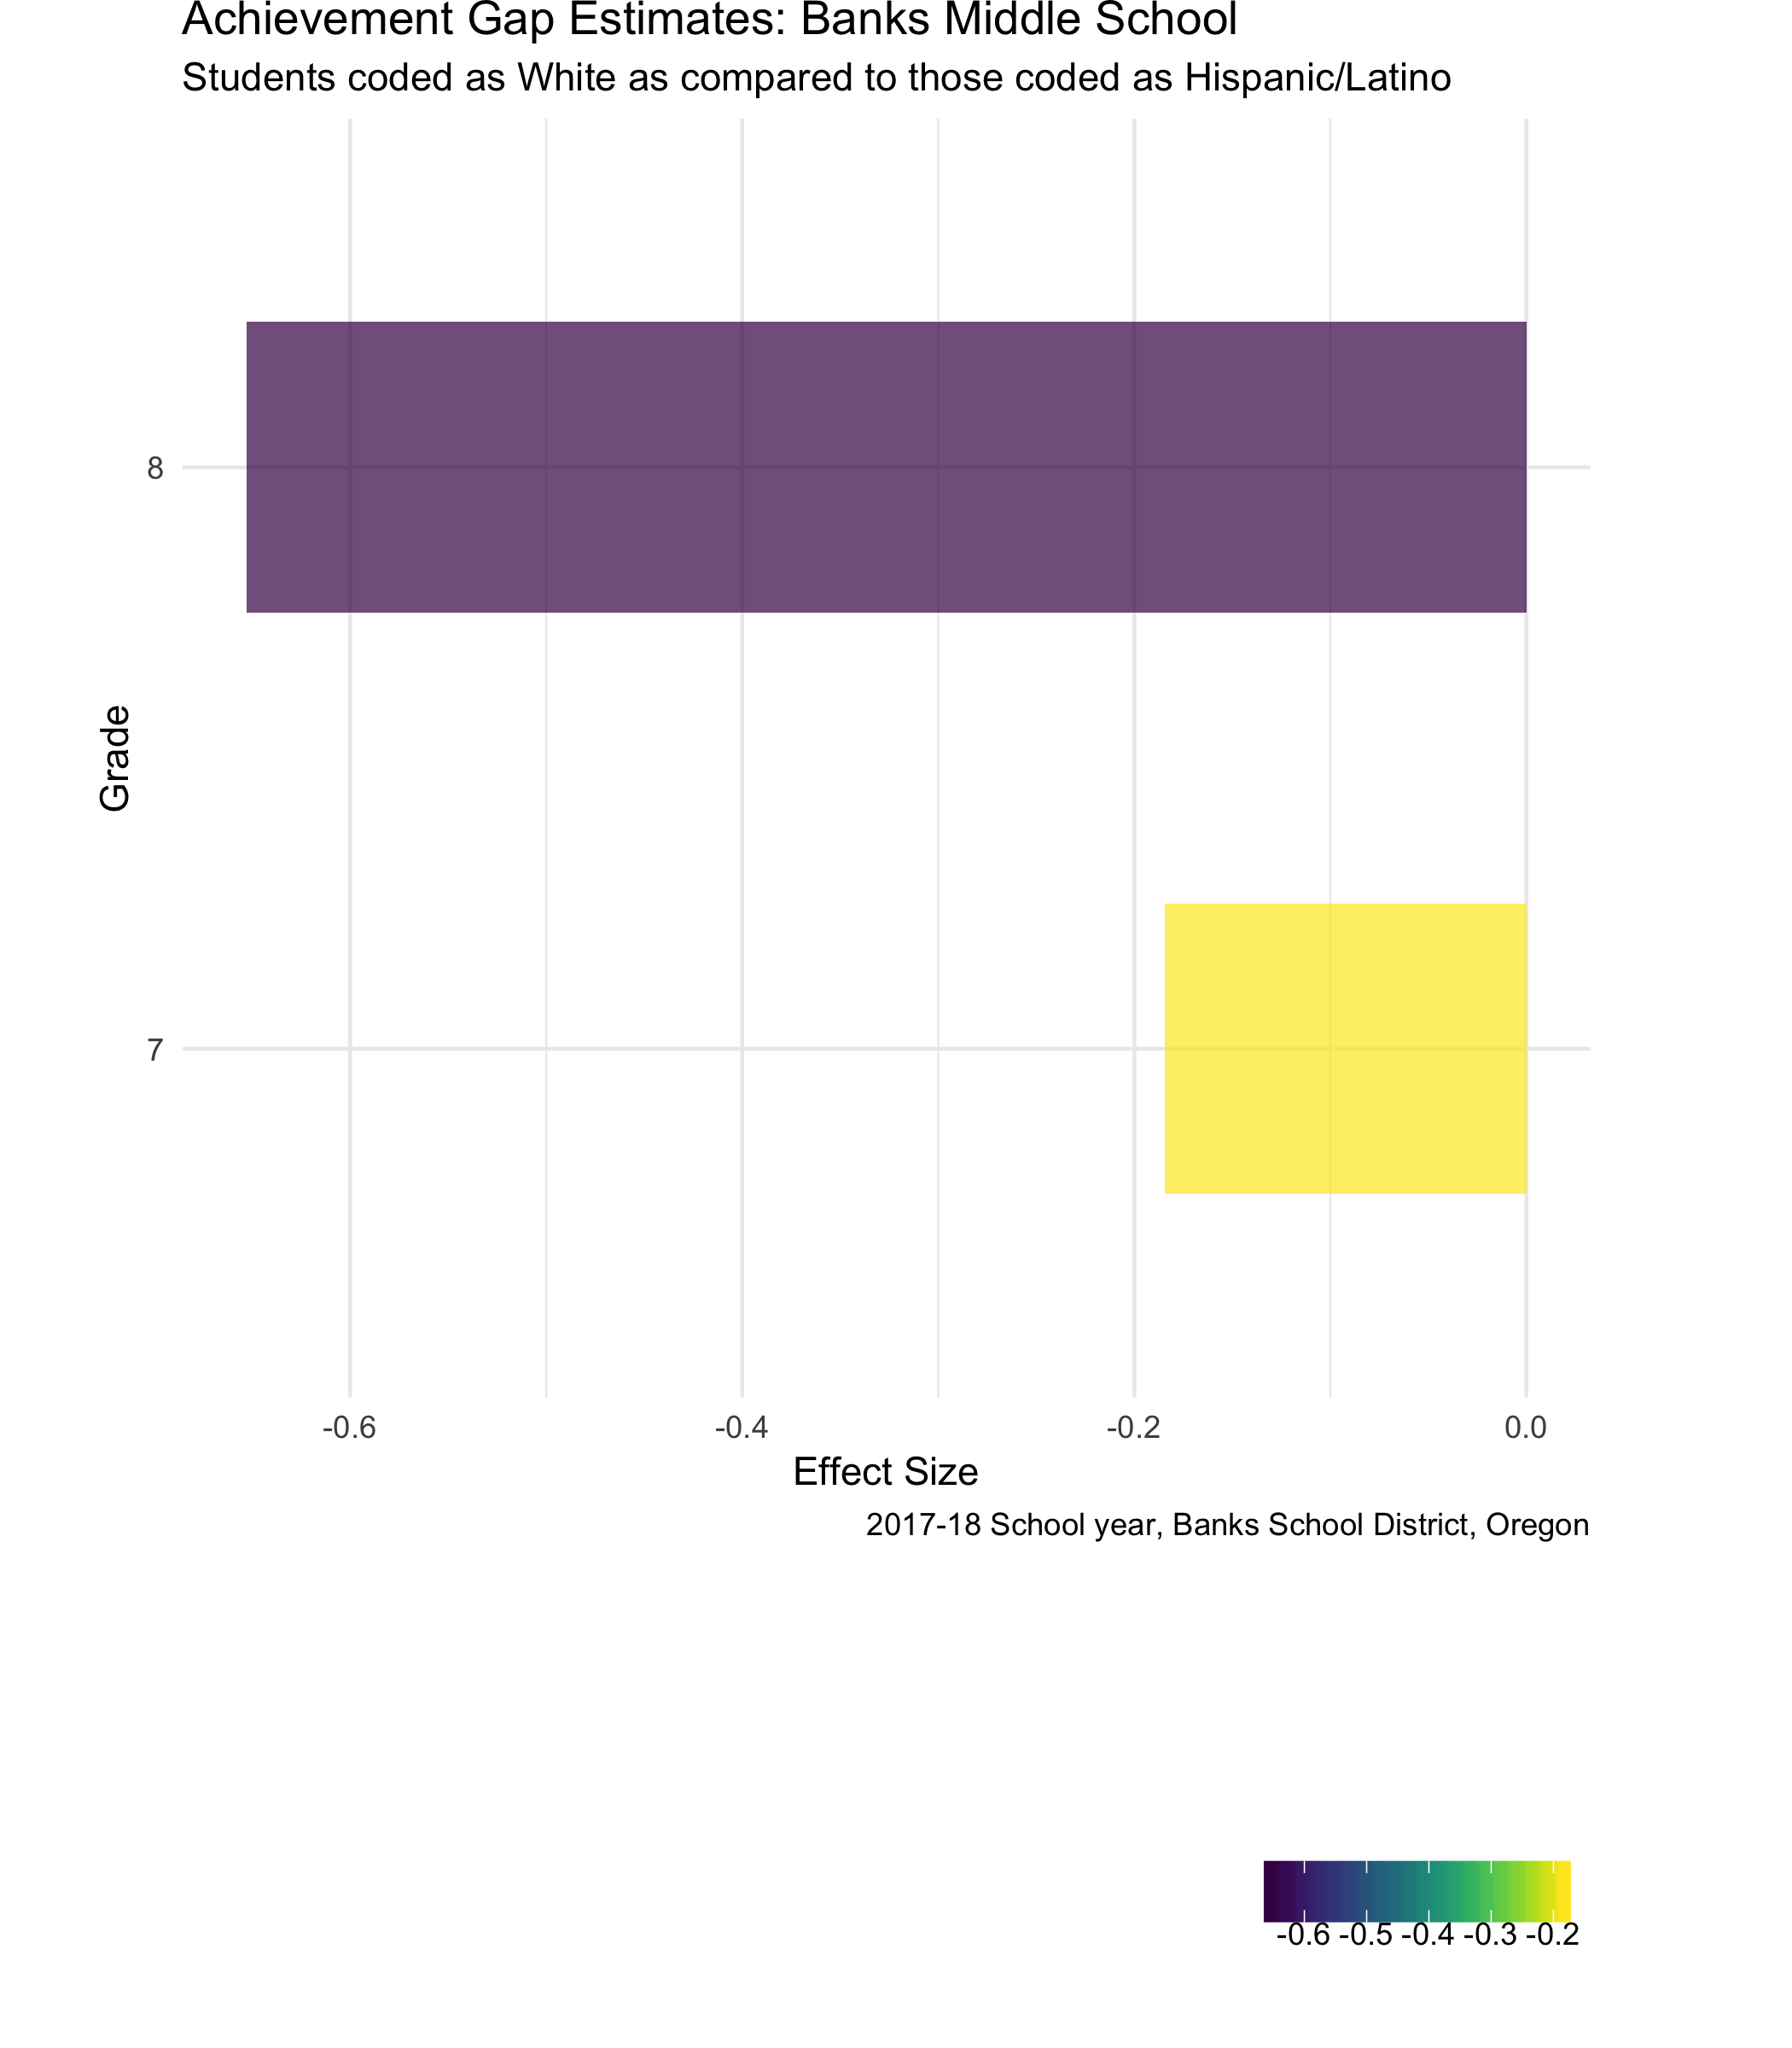 Achievement Gap Estimates: Banks Middle School
Students coded as White as compared to those coded as Hispanic/Latino
8
Grade
7
-0.6 -0.4 -0.2 0.0
Effect Size
2017-18 School year, Banks School District, Oregon
-0.6 -0.5 -0.4 -0.3 -0.2